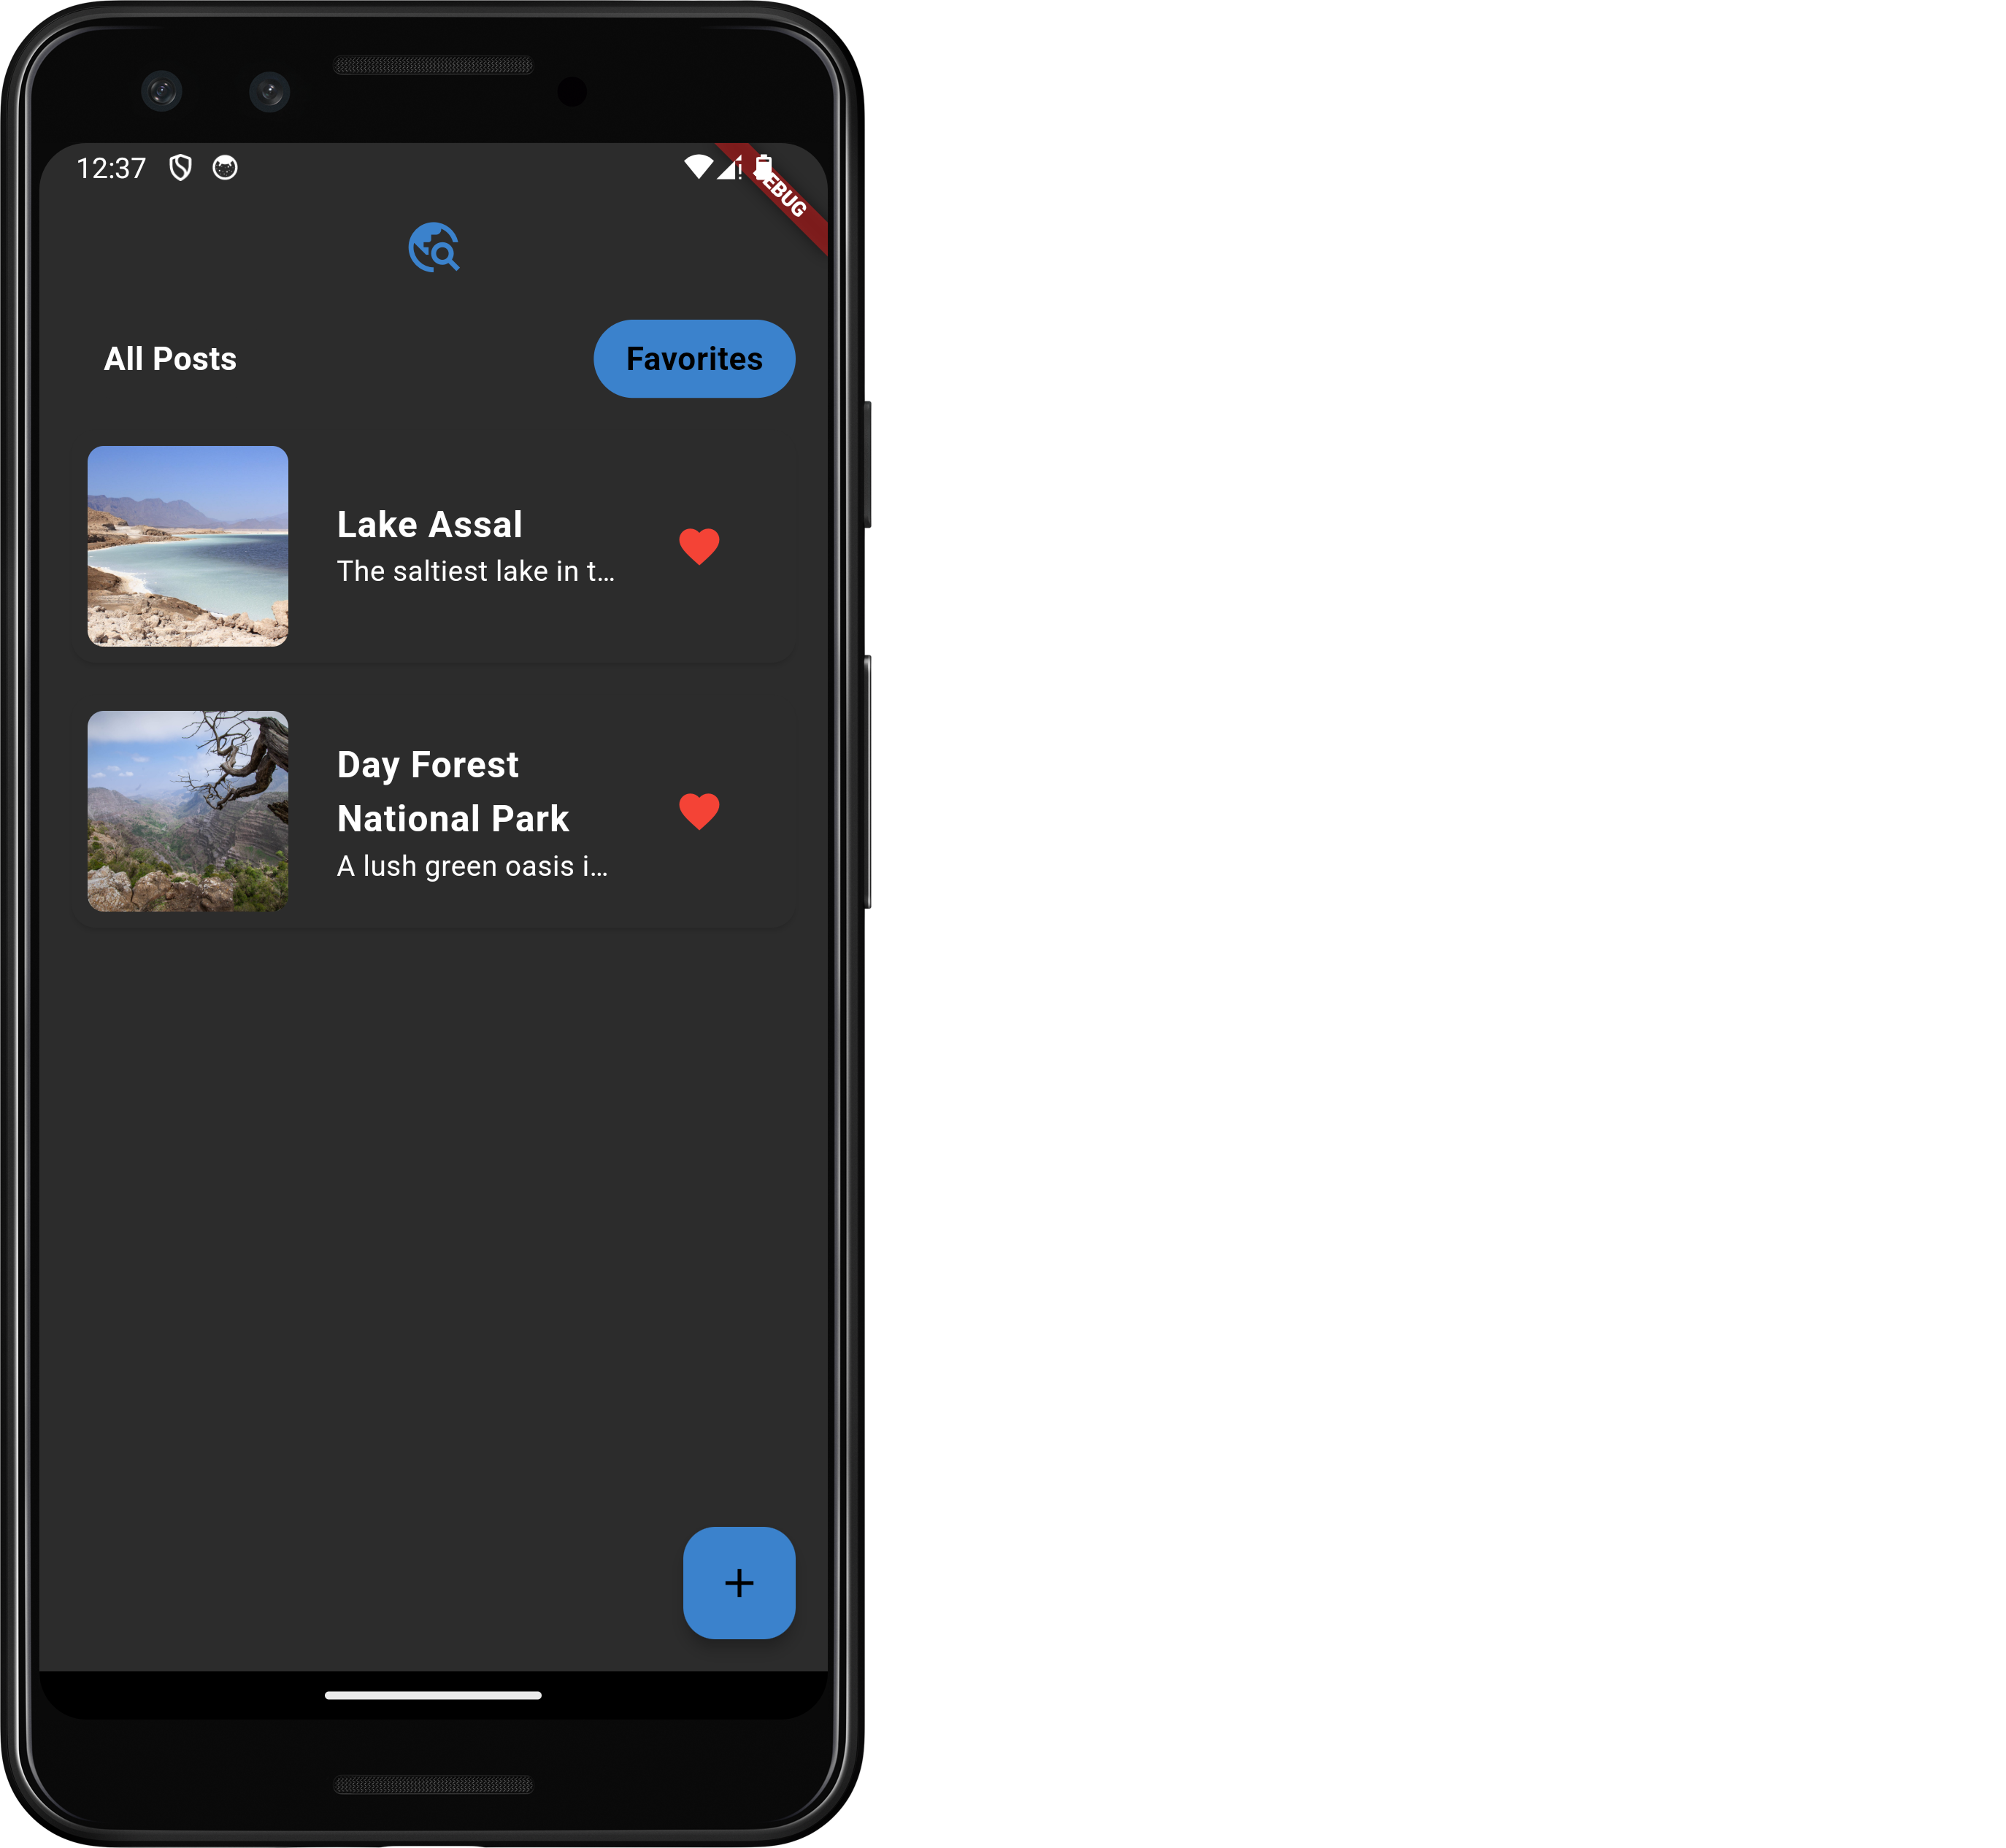 12:37
DEBUG
All Posts
Favorites
Lake Assal
The saltiest lake in t…
Day Forest
National Park
A lush green oasis i…